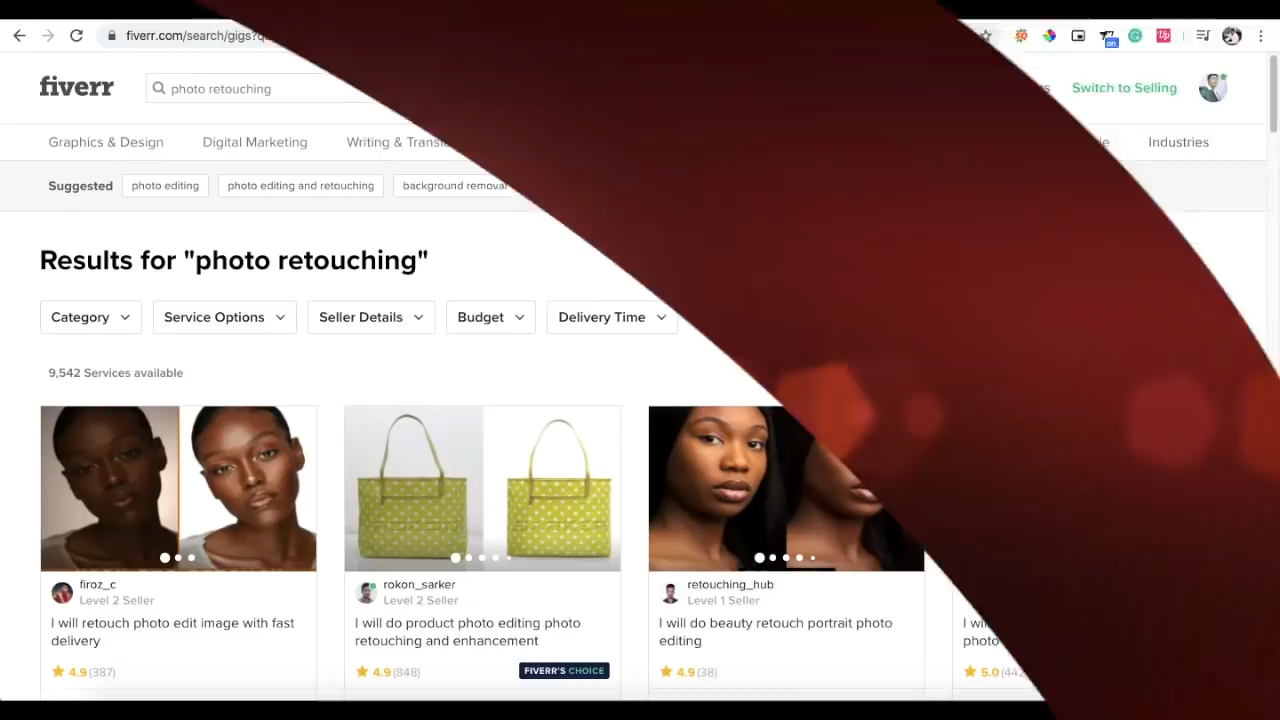 fiverr.com/search/gigs?q
fiverr
photo retouching
Switch to Selling
Graphics & Design
Digital Marketing
Writing &
Industries
Suggested
photo editing
photo editing and retouching
background removal
Results for "photo retouching"
Category
Service Options
Seller Details
Budget
Delivery Time
9,542 Services available
firoz_c
Level 2 Seller
I will retouch photo edit image with fast
delivery
4.9 (387)
rokon_sarker
Level 2 Seller
I will do product photo editing photo
retouching and enhancement
4.9 (848)
FIVERR'S CHOICE
retouching_hub
Level 1 Seller
I will do beauty retouch portrait photo
editing
4.9 (38)
photo
5.0 (442